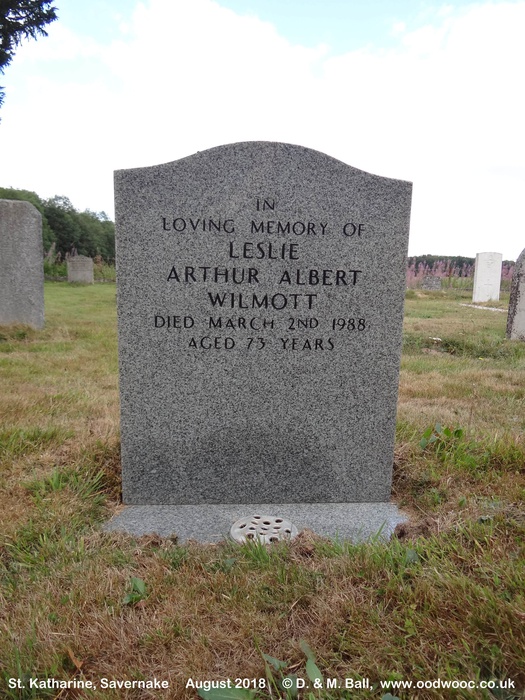 IN
LOVING MEMORY OF
LESLIE
ARTHUR ALBERT
WILMOTT
DIED MARCH 2ND 1988
AGED 73 YEARS
St. Katharine, Savernake August 2018 © D. & M. Ball, www.oodwooc.co.uk